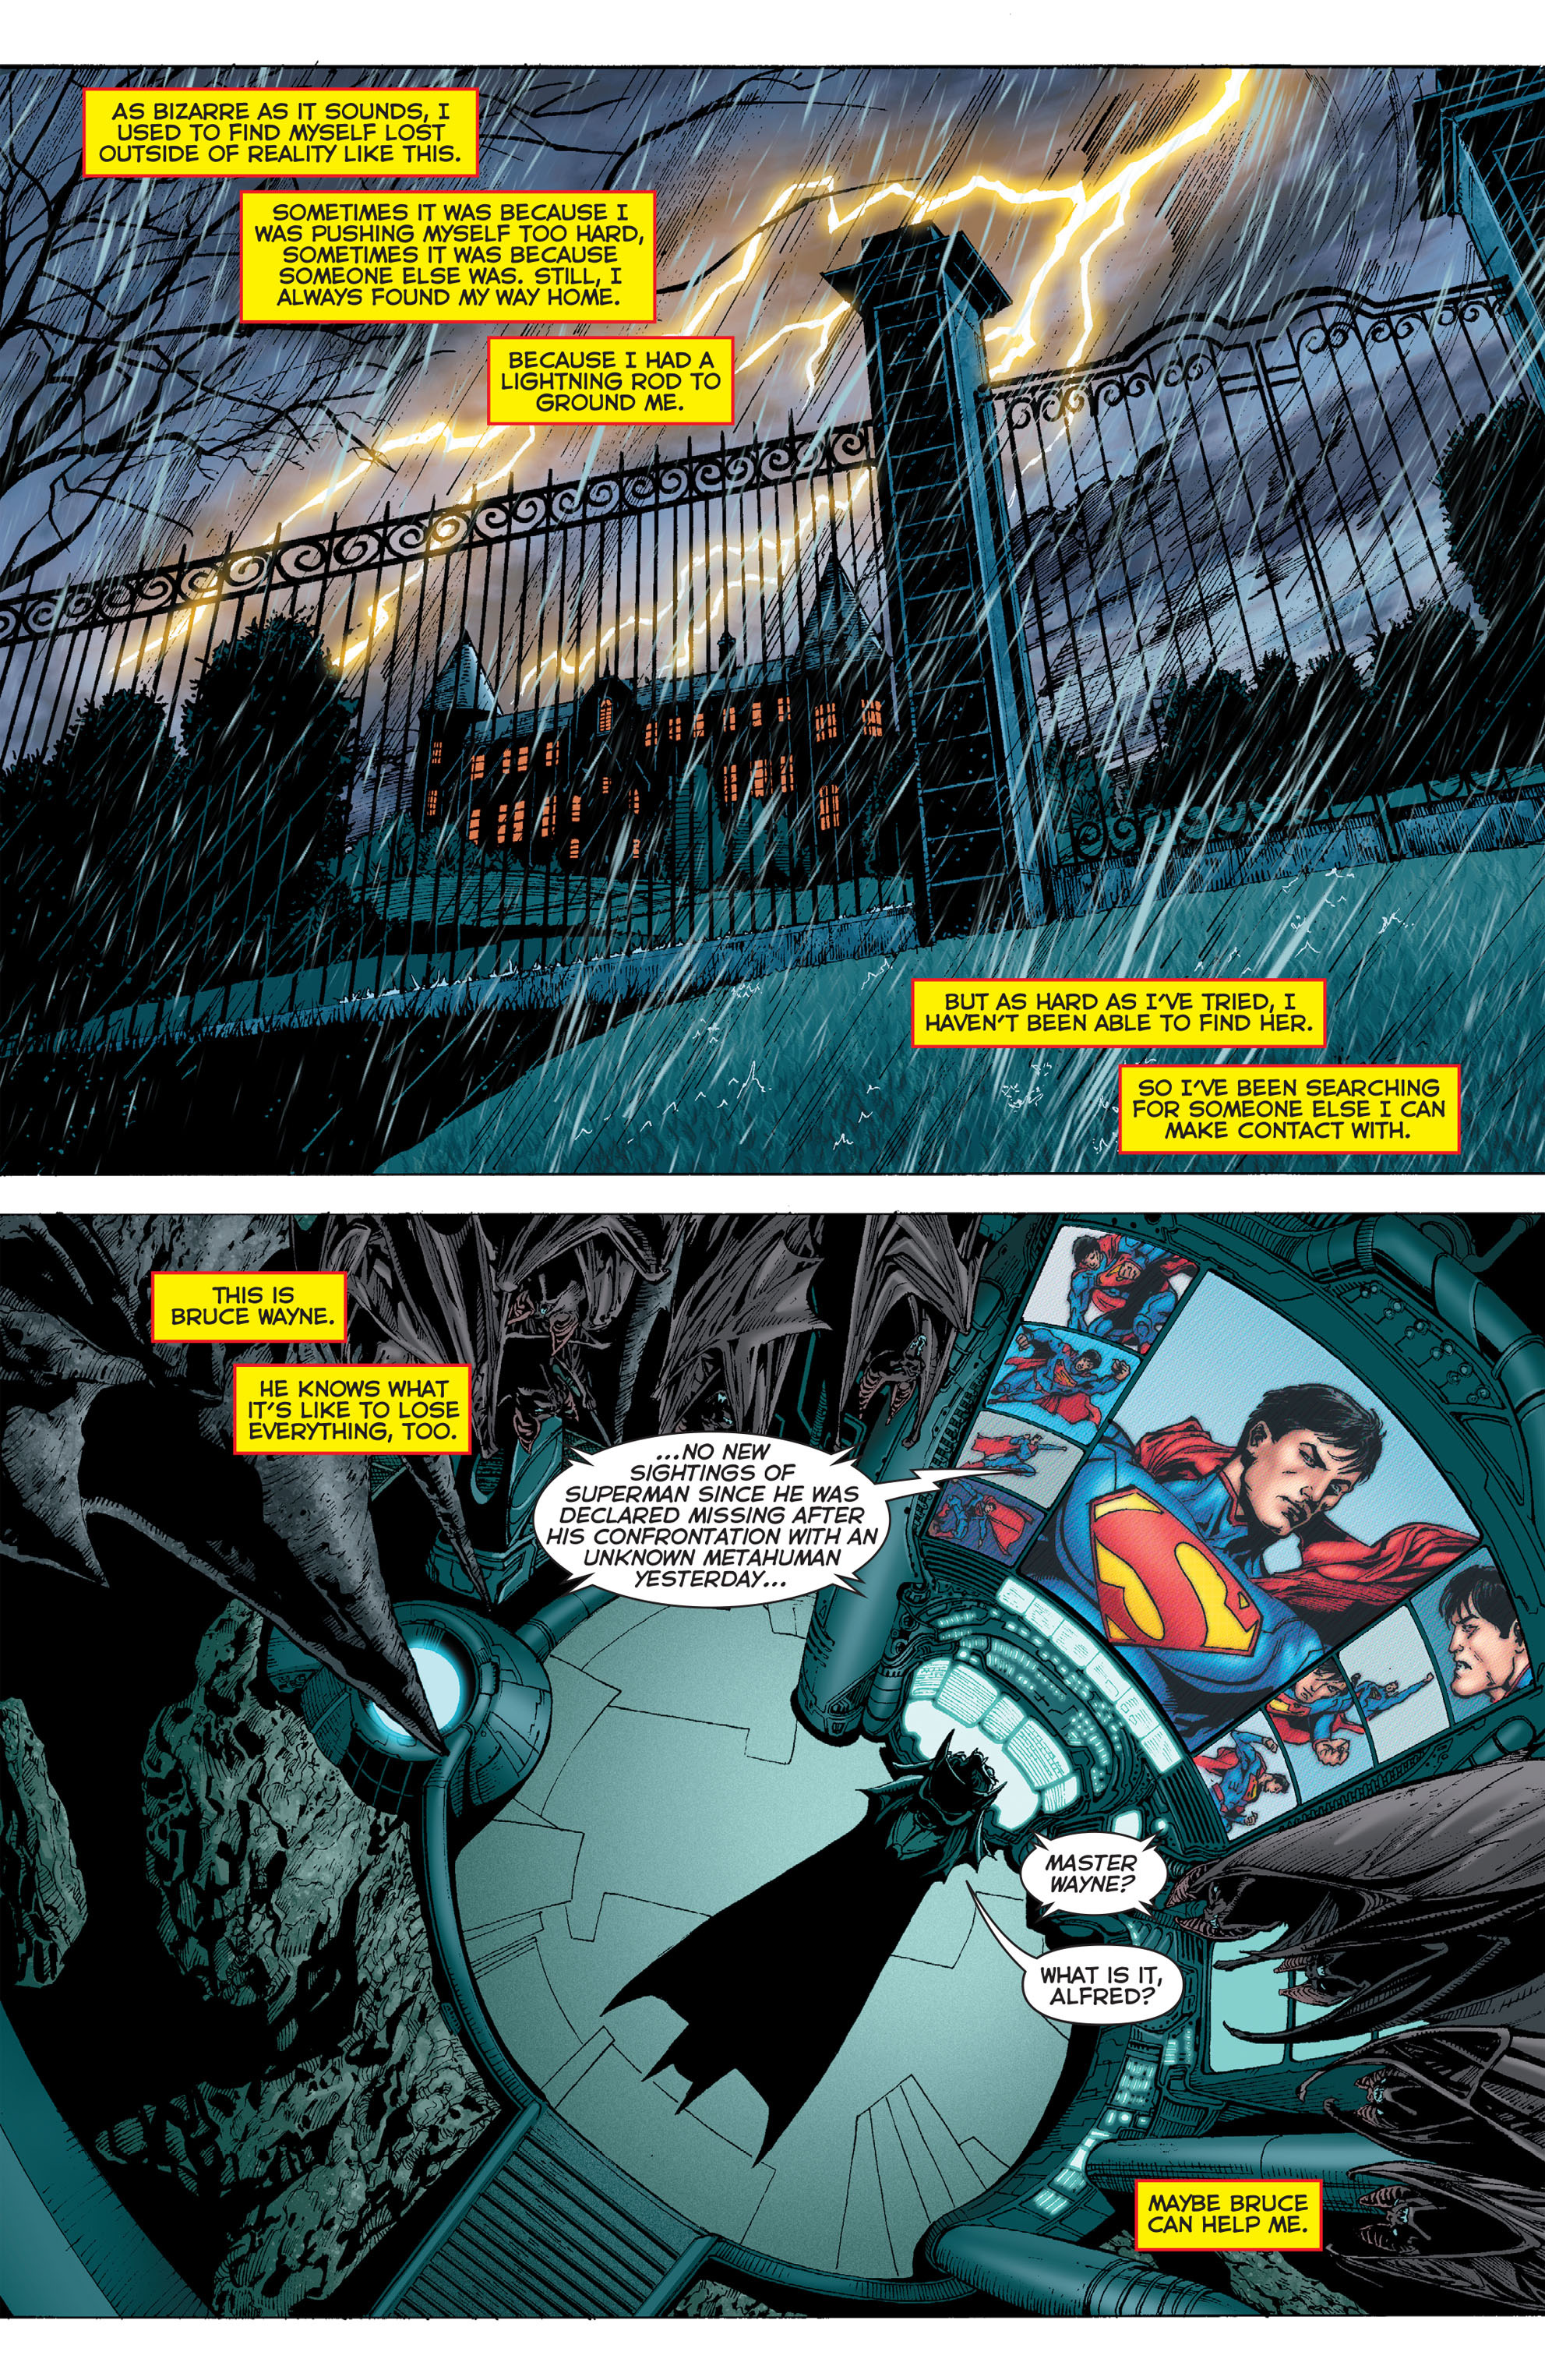 AS BIZARRE AS IT SOUNDS, I
USED TO FIND MYSELF LOST
OUTSIDE OF REALITY LIKE THIS.
SOMETIMES IT WAS BECAUSE I
WAS PUSHING MYSELF TOO HARD,
SOMETIMES IT WAS BECAUSE
SOMEONE ELSE WAS. STILL, I
ALWAYS FOUND MY WAY HOME.
BECAUSE I HAD A
LIGHTNING ROD TO
GROUND ME.
BUT AS HARD AS I'VE TRIED, I
HAVEN'T BEEN ABLE TO FIND HER.
SO I'VE BEEN SEARCHING
FOR SOMEONE ELSE I CAN
MAKE CONTACT WITH.
THIS IS
BRUCE WAYNE.
HE KNOWS WHAT
IT'S LIKE TO LOSE
EVERYTHING, TOO.
...NO NEW
SIGHTINGS OF
SUPERMAN SINCE HE WAS
DECLARED MISSING AFTER
HIS CONFRONTATION WITH AN
UNKNOWN METAHUMAN
YESTERDAY...
MASTER
WAYNE?
WHAT IS IT,
ALFRED?
MAYBE BRUCE
CAN HELP ME.